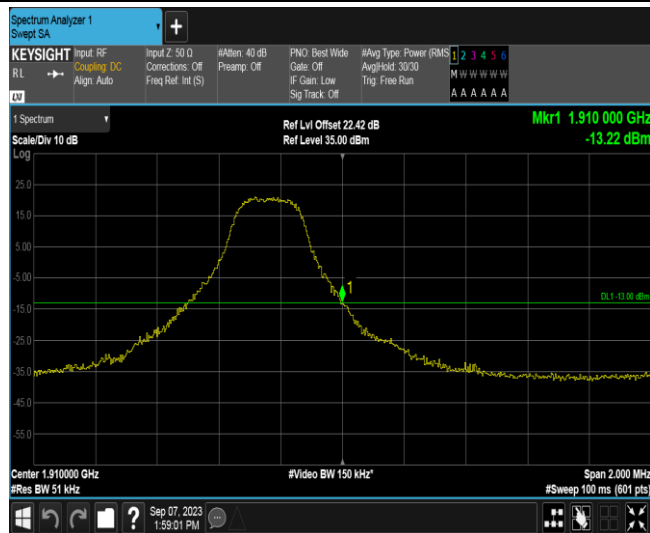 Spectrum Analyzer 1
Swept SA
+
KEYSIGHT
RL
LXI
Input: RF
Coupling: DC
Align: Auto
Input Z: 50 Ω
Corrections: Off
Freq Ref: Int (S)
#Atten: 40 dB
Preamp: Off
PNO: Best Wide
Gate: Off
IF Gain: Low
Sig Track: Off
#Avg Type: Power (RMS
Avg|Hold: 30/30
Trig: Free Run
1 2 3 4 5 6
M W W W W W
A A A A A A
1 Spectrum
Scale/Div 10 dB
Ref Lvl Offset 22.42 dB
Ref Level 35.00 dBm
Mkr1 1.910 000 GHz
-13.22 dBm
Log
25.0
15.0
5.00
-5.00
-15.0
-25.0
-35.0
-45.0
-55.0
1
DL1 -13.00 dBm
Center 1.910000 GHz
#Res BW 51 kHz
#Video BW 150 kHz*
Span 2.000 MHz
#Sweep 100 ms (601 pts)
?
Sep 07, 2023
1:59:01 PM